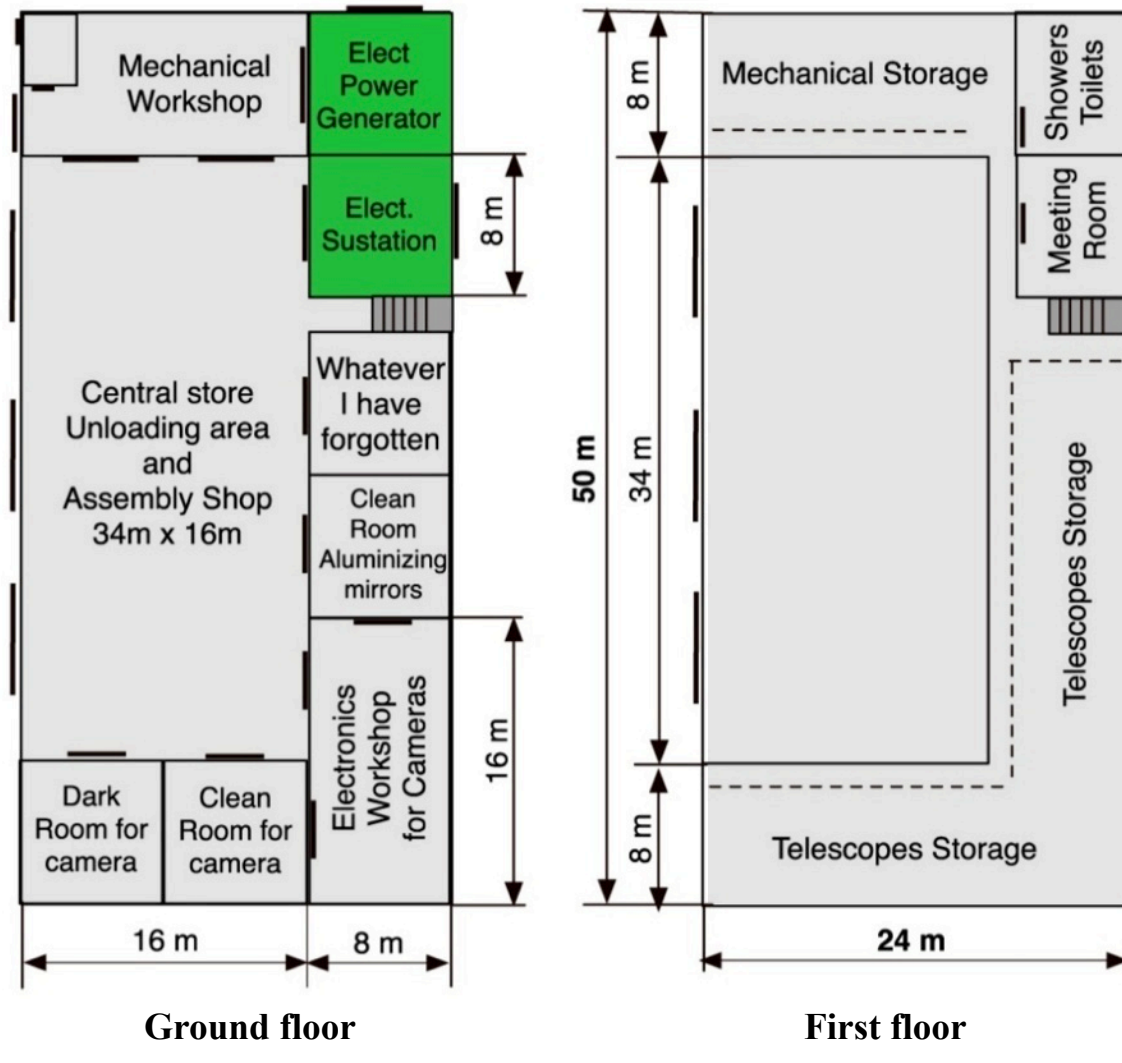 Mechanical
Workshop
Elect
Power
Generator
Elect.
Sustation
8 m
Central store
Unloading area
and
Assembly Shop
34m x 16m
Whatever
I have
forgotten
Clean
Room
Aluminizing
mirrors
Electronics
Workshop
for Cameras
16 m
Dark
Room for
camera
Clean
Room for
camera
16 m
8 m
Ground floor
50 m
8 m
34 m
8 m
Mechanical Storage
Showers
Toilets
Meeting
Room
Telescopes Storage
Telescopes Storage
24 m
First floor